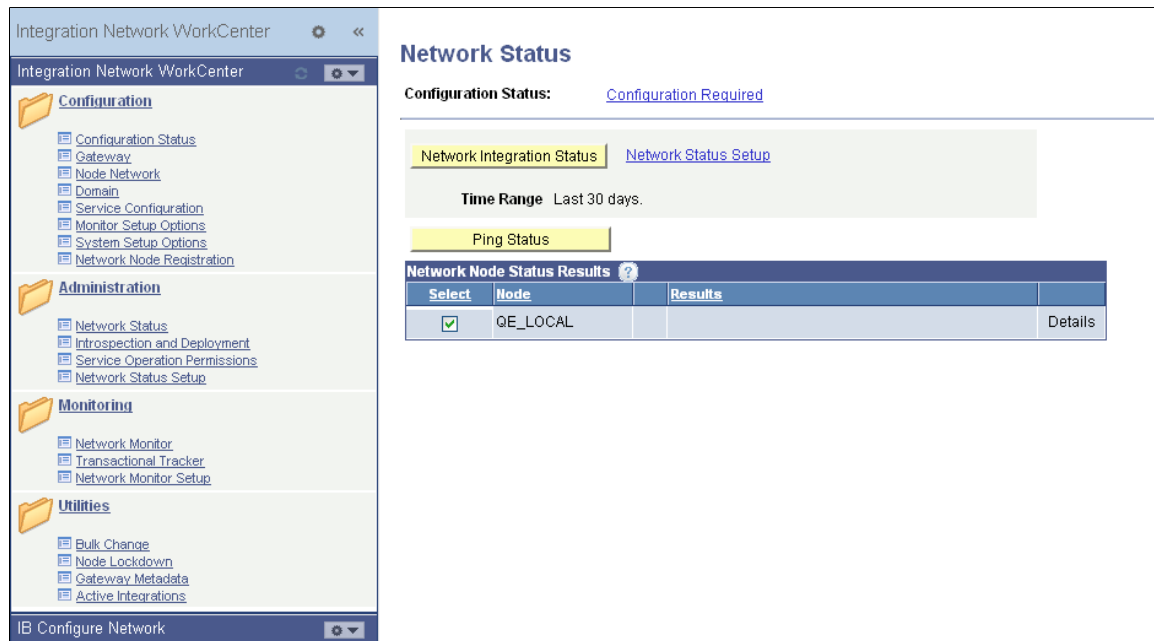 Integration Network WorkCenter
Integration Network WorkCenter
Configuration
Configuration Status
Gateway
Node Network
Domain
Service Configuration
Monitor Setup Options
System Setup Options
Network Node Registration
Administration
Network Status
Introspection and Deployment
Service Operation Permissions
Network Status Setup
Monitoring
Network Monitor
Transactional Tracker
Network Monitor Setup
Utilities
Bulk Change
Node Lockdown
Gateway Metadata
Active Integrations
IB Configure Network
Network Status
Configuration Status: Configuration Required
Network Integration Status Network Status Setup
Time Range Last 30 days.
Ping Status
Network Node Status Results ?
Select Node Results
QE_LOCAL Details